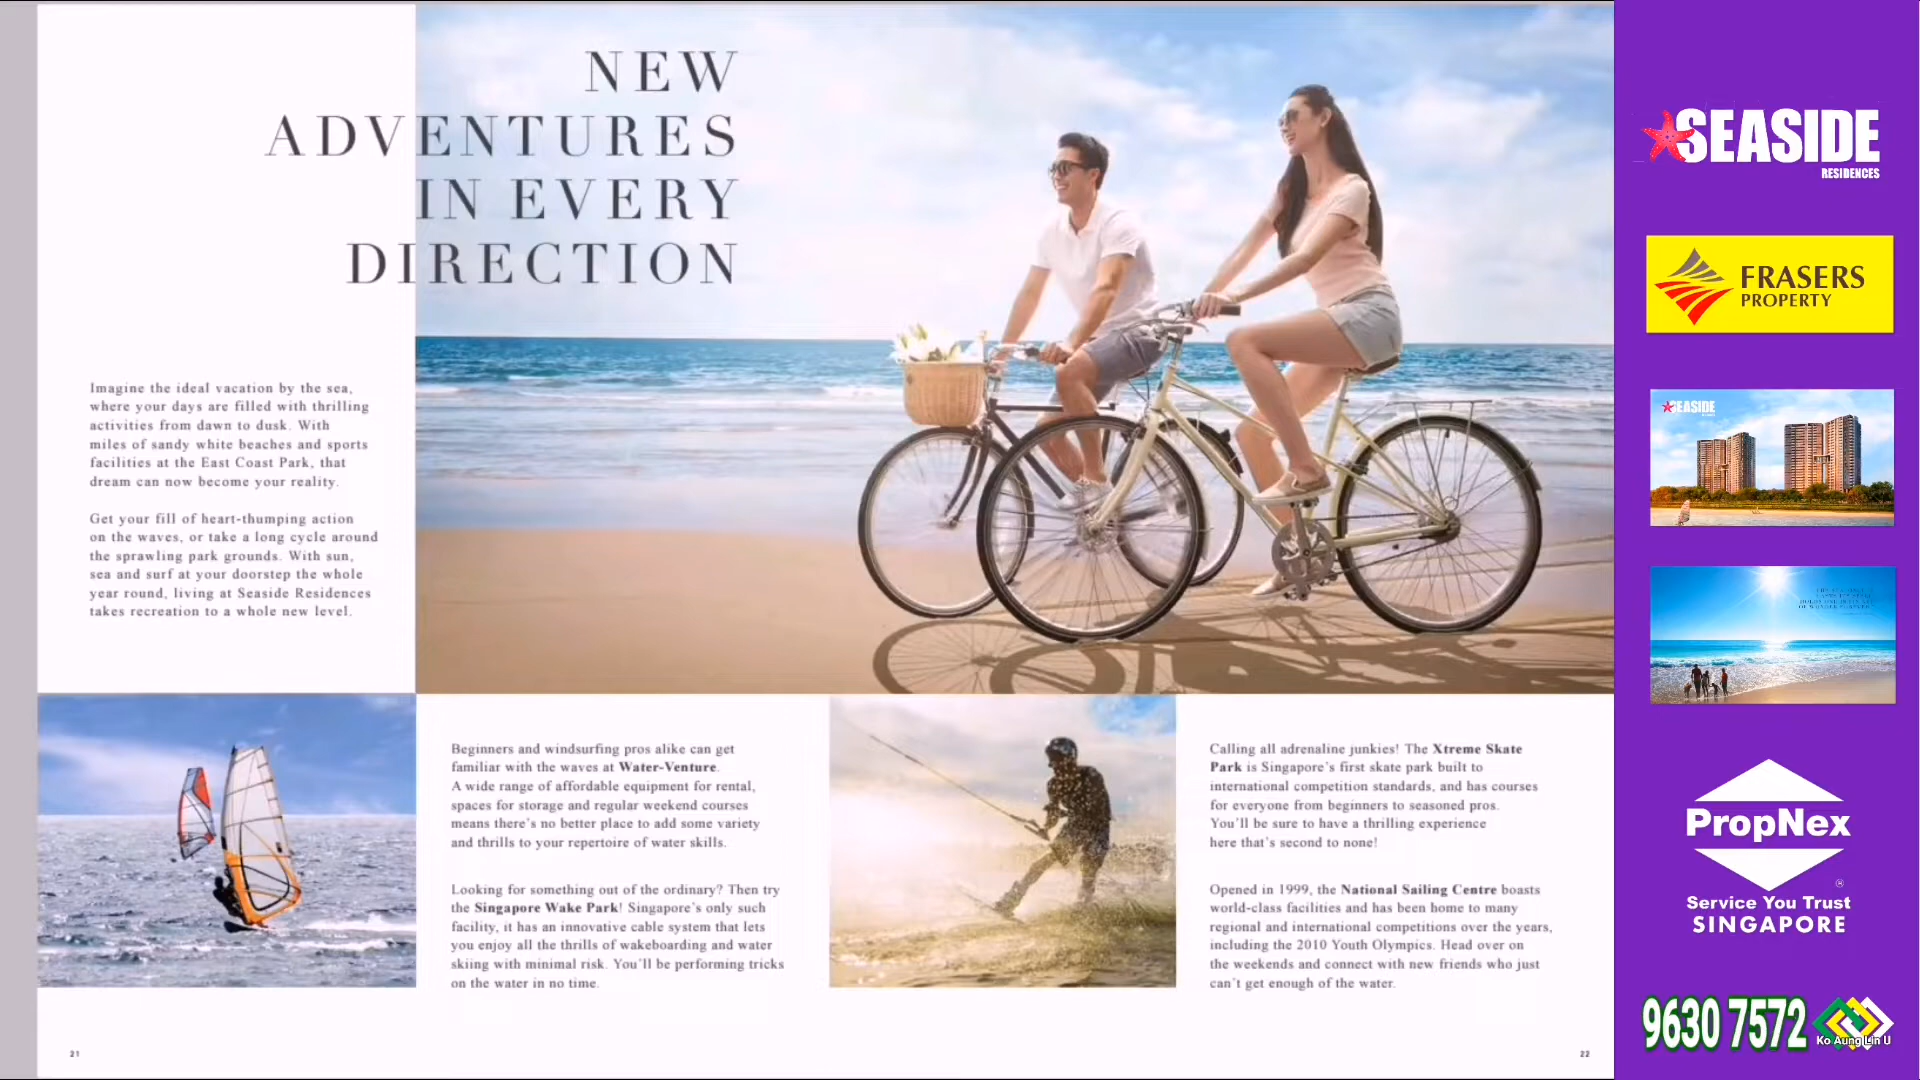 NEW
ADVENTURES
IN EVERY
DIRECTION
Imagine the ideal vacation by the sea,
where your days are filled with thrilling
activities from dawn to dusk. With
miles of sandy white beaches and sports
facilities at the East Coast Park, that
dream can now become your reality.
Get your fill of heart-thumping action
on the waves, or take a long cycle around
the sprawling park grounds. With sun,
sea and surf at your doorstep the whole
year round, living at Seaside Residences
takes recreation to a whole new level.
Beginners and windsurfing pros alike can get
familiar with the waves at Water-Venture.
A wide range of affordable equipment for rental,
spaces for storage and regular weekend courses
means there's no better place to add some variety
and thrills to your repertoire of water skills.
Looking for something out of the ordinary? Then try
the Singapore Wake Park! Singapore's only such
facility, it has an innovative cable system that lets
you enjoy all the thrills of wakeboarding and water
skiing with minimal risk. You'll be performing tricks
on the water in no time.
Calling all adrenaline junkies! The Xtreme Skate
Park is Singapore's first skate park built to
international competition standards, and has courses
for everyone from beginners to seasoned pros.
You'll be sure to have a thrilling experience
here that's second to none!
Opened in 1999, the National Sailing Centre boasts
world-class facilities and has been home to many
regional and international competitions over the years,
including the 2010 Youth Olympics. Head over on
the weekends and connect with new friends who just
can't get enough of the water.
21
22
SEASIDE
RESIDENCES
FRASERS
PROPERTY
SEASIDE
PropNex
®
Service You Trust
SINGAPORE
9630 7572
Ko Aung Lin U